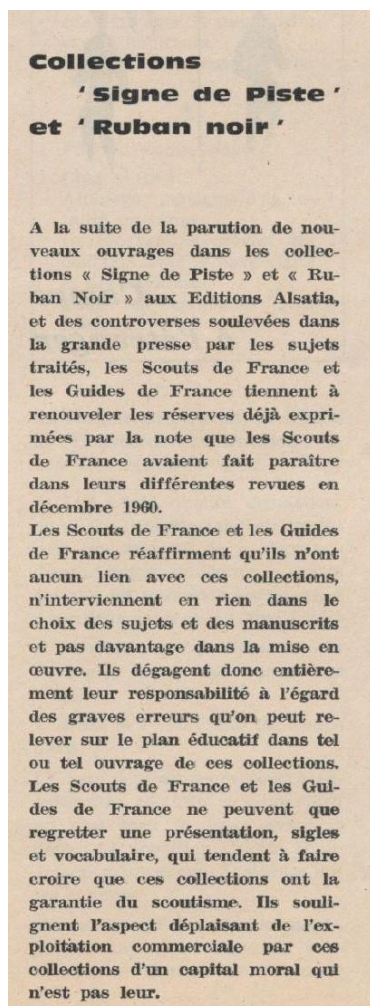 Collections
‘ Signe de Piste ’
et ‘ Ruban noir ’
A la suite de la parution de nou-
veaux ouvrages dans les collec-
tions « Signe de Piste » et « Ru-
ban Noir » aux Editions Alsatia,
et des controverses soulevées dans
la grande presse par les sujets
traités, les Scouts de France et
les Guides de France tiennent à
renouveler les réserves déjà expri-
mées par la note que les Scouts
de France avaient fait paraître
dans leurs différentes revues en
décembre 1960.
Les Scouts de France et les Guides
de France réaffirment qu’ils n’ont
aucun lien avec ces collections,
n’interviennent en rien dans le
choix des sujets et des manuscrits
et pas davantage dans la mise en
œuvre. Ils dégagent donc entière-
ment leur responsabilité à l’égard
des graves erreurs qu’on peut re-
lever sur le plan éducatif dans tel
ou tel ouvrage de ces collections.
Les Scouts de France et les Gui-
des de France ne peuvent que
regretter une présentation, sigles
et vocabulaire, qui tendent à faire
croire que ces collections ont la
garantie du scoutisme. Ils souli-
gnent l’aspect déplaisant de l’ex-
ploitation commerciale par ces
collections d’un capital moral qui
n’est pas leur.